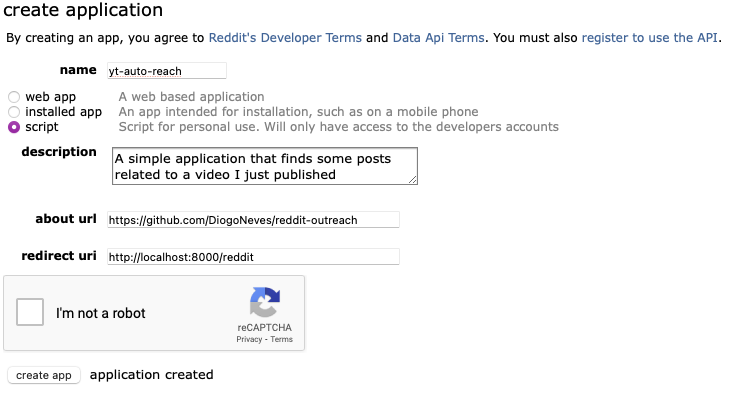 create application
By creating an app, you agree to Reddit's Developer Terms and Data Api Terms. You must also register to use the API.
name yt-auto-reach
web app A web based application
installed app An app intended for installation, such as on a mobile phone
script Script for personal use. Will only have access to the developers accounts
description A simple application that finds some posts
related to a video I just published
about url https://github.com/DiogoNeves/reddit-outreach
redirect uri http://localhost:8000/reddit
I'm not a robot
reCAPTCHA
Privacy - Terms
create app application created